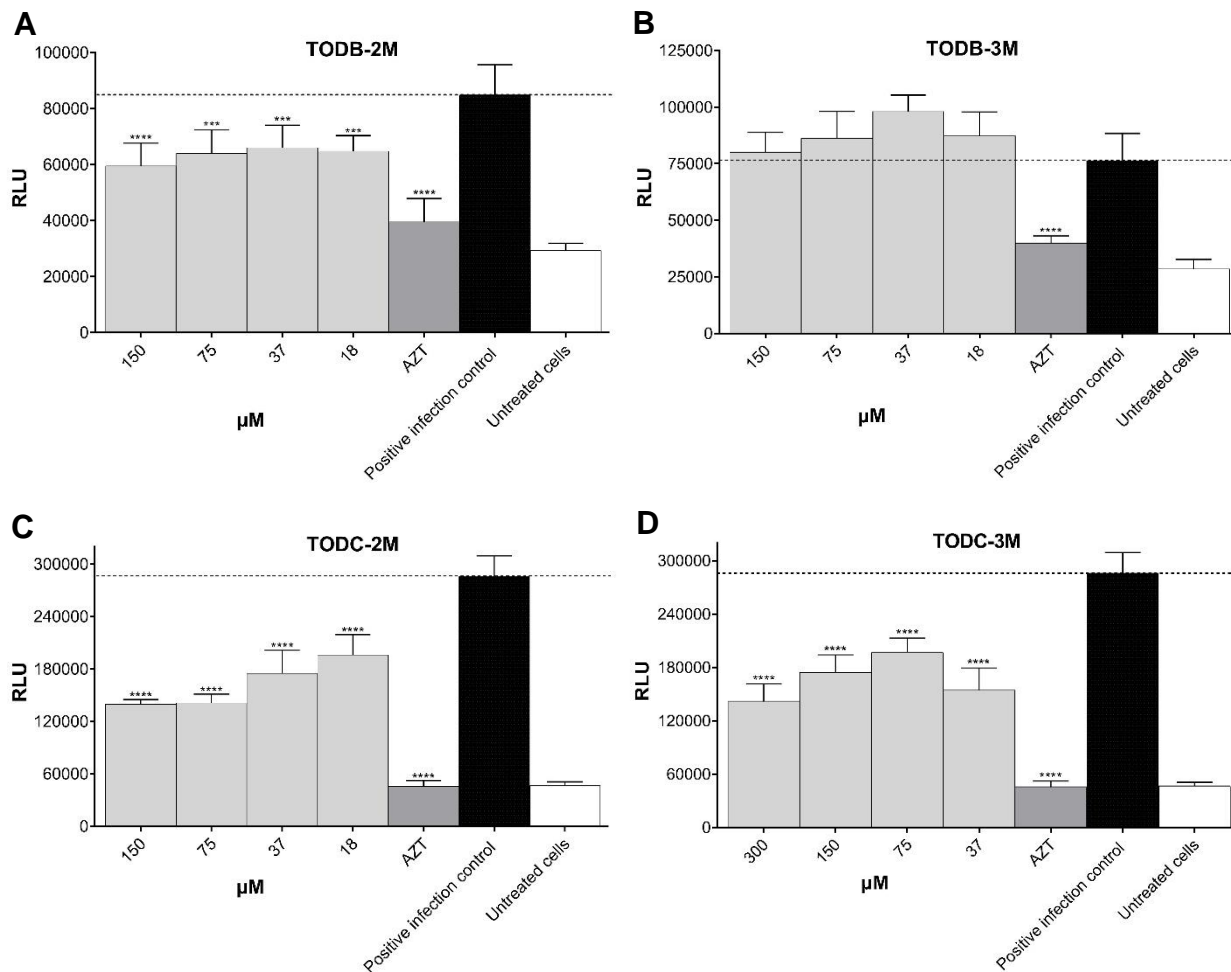 A
TODB-2M
100000
80000
60000
40000
20000
0
RLU
****
***
***
***
****
150
75
37
18
AZT
Positive infection control
Untreated cells
µM
B
TODB-3M
125000
100000
75000
50000
25000
0
RLU
****
150
75
37
18
AZT
Positive infection control
Untreated cells
µM
C
TODC-2M
300000
240000
180000
120000
60000
0
RLU
****
****
****
****
****
150
75
37
18
AZT
Positive infection control
Untreated cells
µM
D
TODC-3M
300000
240000
180000
120000
60000
0
RLU
****
****
****
****
****
300
150
75
37
AZT
Positive infection control
Untreated cells
µM